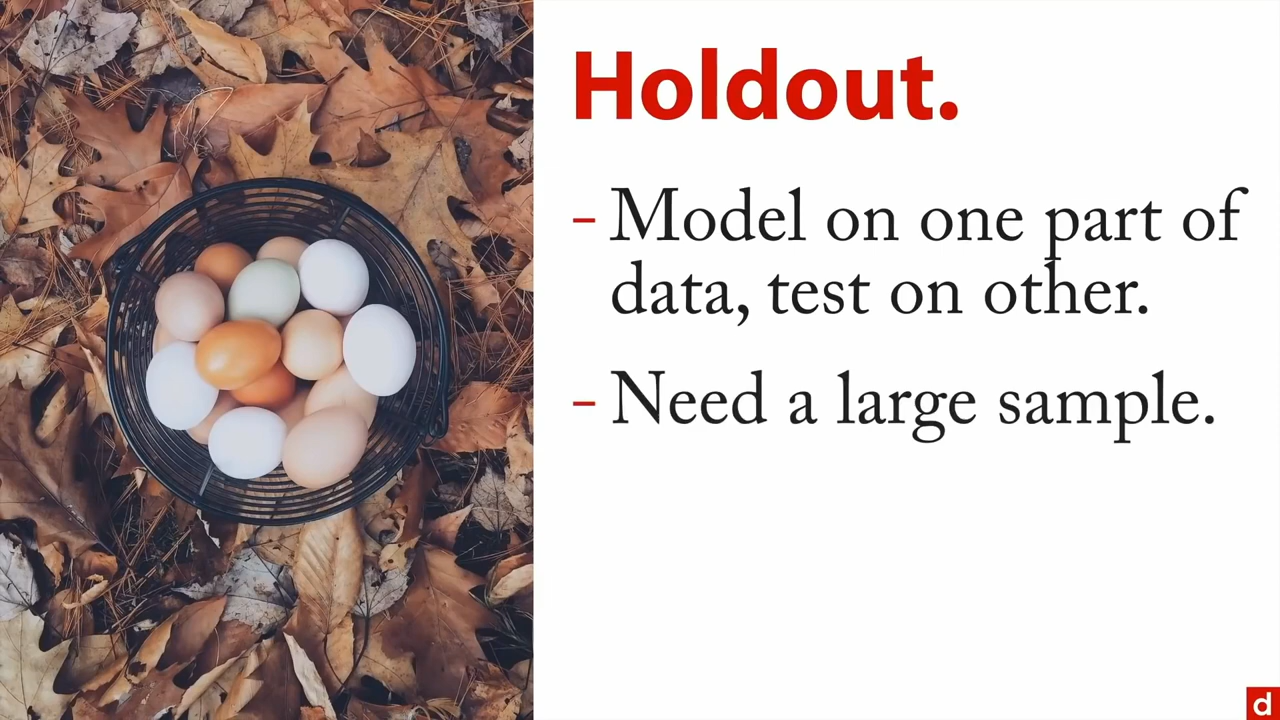 Holdout.
- Model on one part of
data, test on other.
- Need a large sample.
d